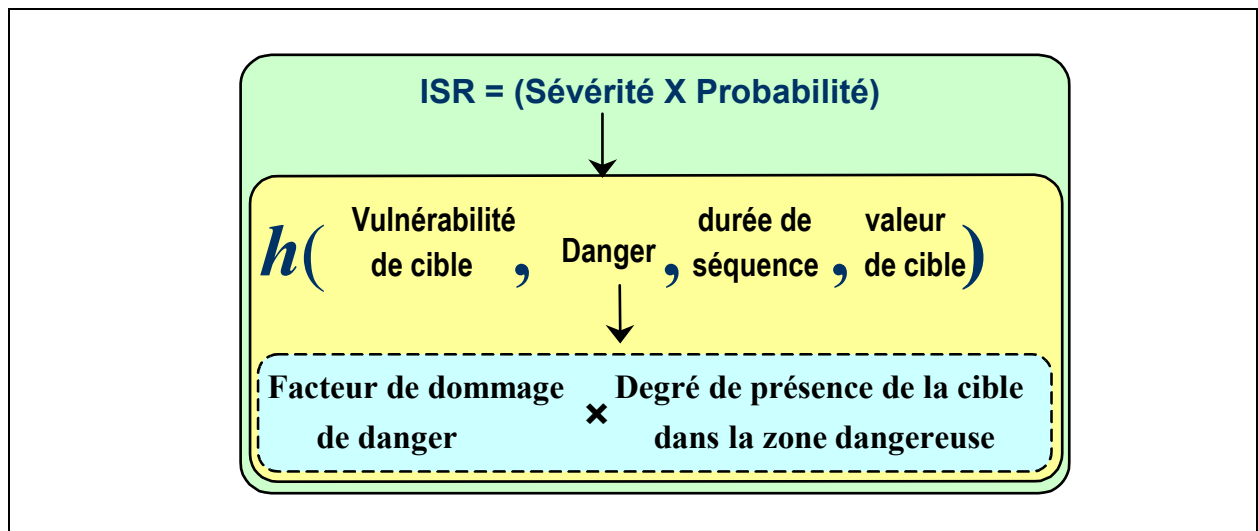 ISR = (Sévérité X Probabilité)
h( Vulnérabilité de cible , Danger , durée de séquence , valeur de cible )
Facteur de dommage de danger × Degré de présence de la cible dans la zone dangereuse